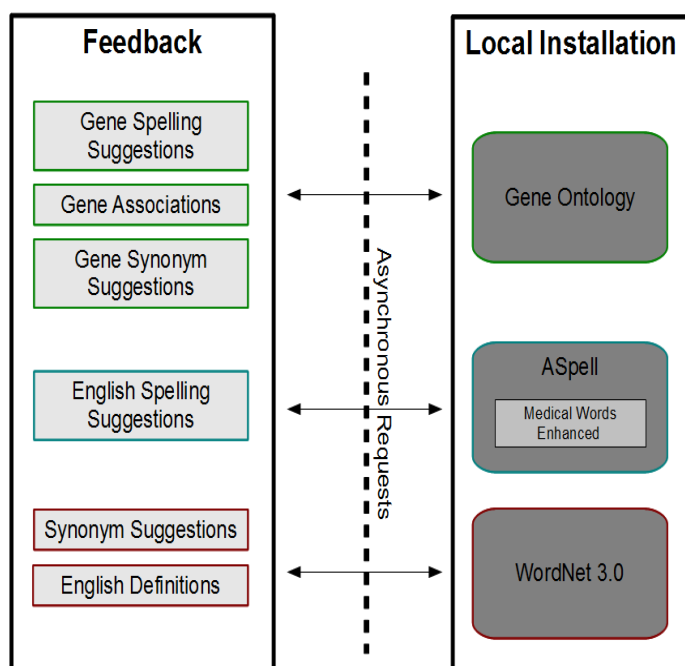 Feedback
Gene Spelling
Suggestions
Gene Associations
Gene Synonym
Suggestions
English Spelling
Suggestions
Synonym Suggestions
English Definitions
Asynchronous Requests
Local Installation
Gene Ontology
ASpell
Medical Words
Enhanced
WordNet 3.0